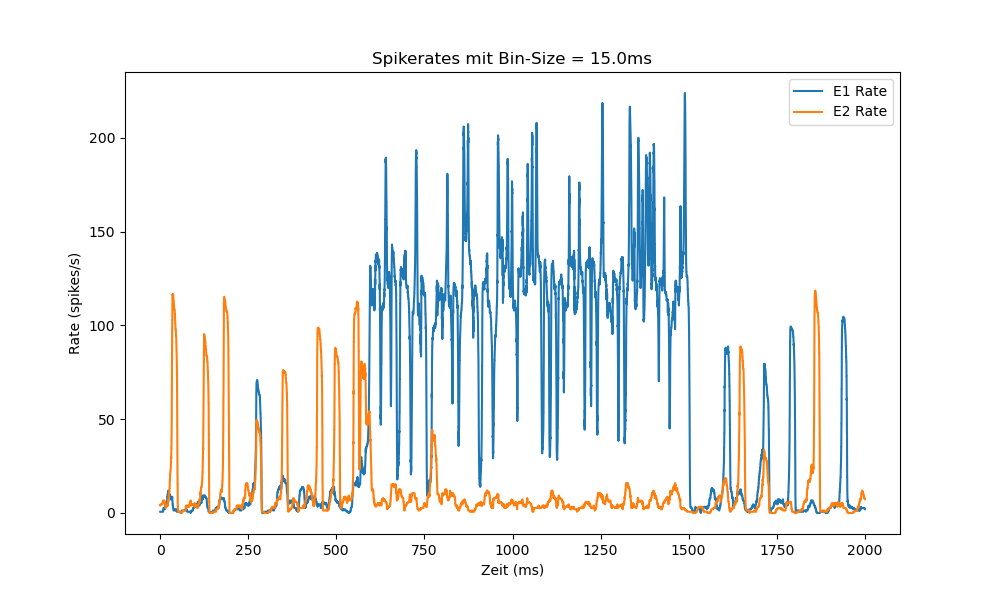 Spikerates mit Bin-Size = 15.0ms
E1 Rate
E2 Rate
Rate (spikes/s)
200
150
100
50
0
0 250 500 750 1000 1250 1500 1750 2000
Zeit (ms)